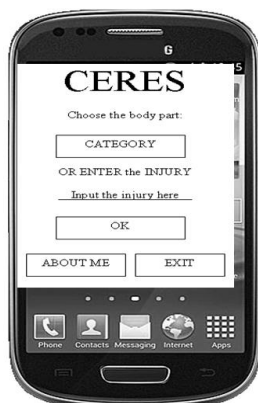 G
5
CERES
Choose the body part:
CATEGORY
OR ENTER the INJURY
Input the injury here
OK
ABOUT ME EXIT
Phone Contacts Messaging Internet Apps